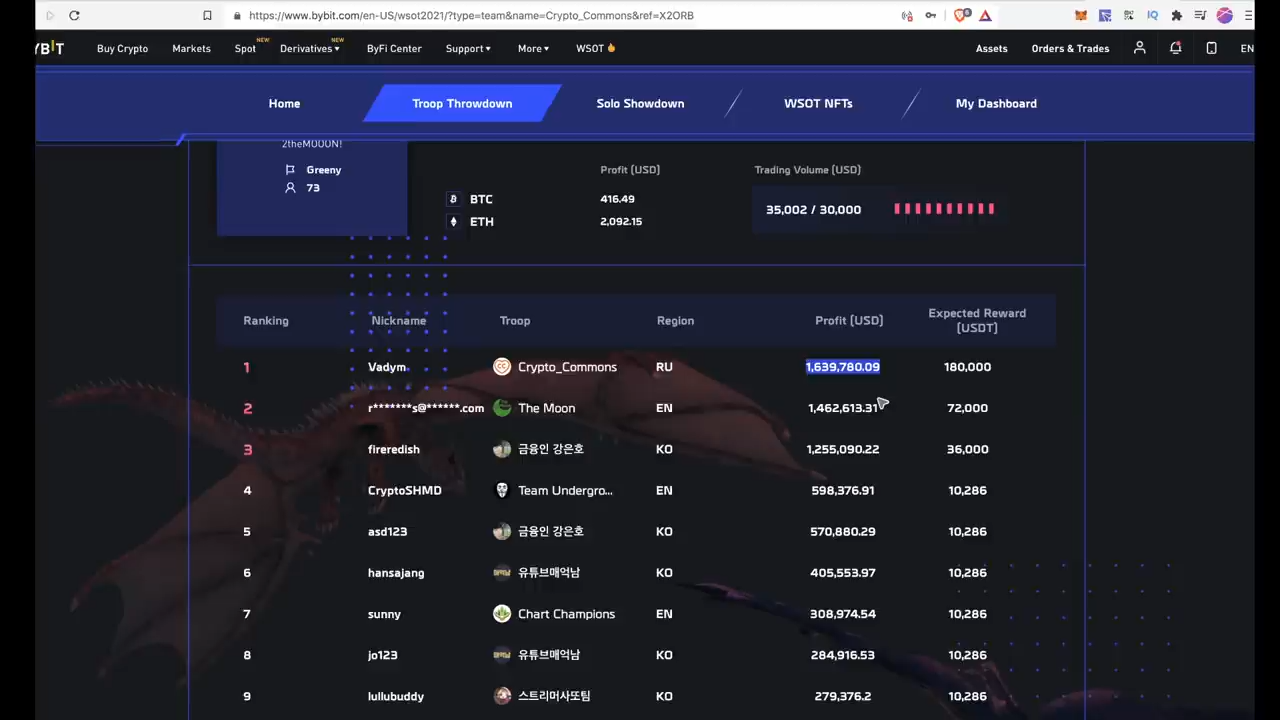 https://www.bybit.com/en-US/wsot2021/?type=team&name=Crypto_Commons&ref=X2ORB
YBIT Buy Crypto Markets Spot NEW Derivatives NEW ByFi Center Support More WSOT Assets Orders & Trades EN
Home Troop Throwdown Solo Showdown WSOT NFTs My Dashboard
2theMOOON!
Greeny
73
Profit (USD) Trading Volume (USD)
BTC 416.49
ETH 2,092.15
35,002 / 30,000
Ranking Nickname Troop Region Profit (USD) Expected Reward (USDT)
1 Vadym Crypto_Commons RU 1,639,780.09 180,000
2 r*******s@******.com The Moon EN 1,462,613.31 72,000
3 fireredish 금융인 강은호 KO 1,255,090.22 36,000
4 CryptoSHMD Team Undergro... EN 598,376.91 10,286
5 asd123 금융인 강은호 KO 570,880.29 10,286
6 hansajang 유튜브매억남 KO 405,553.97 10,286
7 sunny Chart Champions EN 308,974.54 10,286
8 jo123 유튜브매억남 KO 284,916.53 10,286
9 lullubuddy 스트리머사또팀 KO 279,376.2 10,286